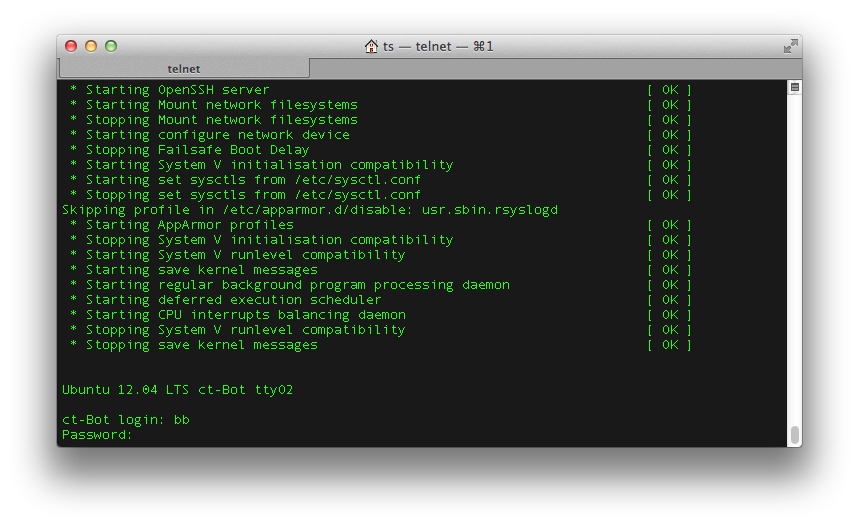 ts — telnet — ⌘1
telnet
* Starting OpenSSH server [ OK ]
* Starting Mount network filesystems [ OK ]
* Stopping Mount network filesystems [ OK ]
* Starting configure network device [ OK ]
* Stopping Failsafe Boot Delay [ OK ]
* Starting System V initialisation compatibility [ OK ]
* Starting set sysctls from /etc/sysctl.conf [ OK ]
* Stopping set sysctls from /etc/sysctl.conf [ OK ]
Skipping profile in /etc/apparmor.d/disable: usr.sbin.rsyslogd
* Starting AppArmor profiles [ OK ]
* Stopping System V initialisation compatibility [ OK ]
* Starting System V runlevel compatibility [ OK ]
* Starting save kernel messages [ OK ]
* Starting regular background program processing daemon [ OK ]
* Starting deferred execution scheduler [ OK ]
* Starting CPU interrupts balancing daemon [ OK ]
* Stopping System V runlevel compatibility [ OK ]
* Stopping save kernel messages [ OK ]
Ubuntu 12.04 LTS ct-Bot ttyO2
ct-Bot login: bb
Password: